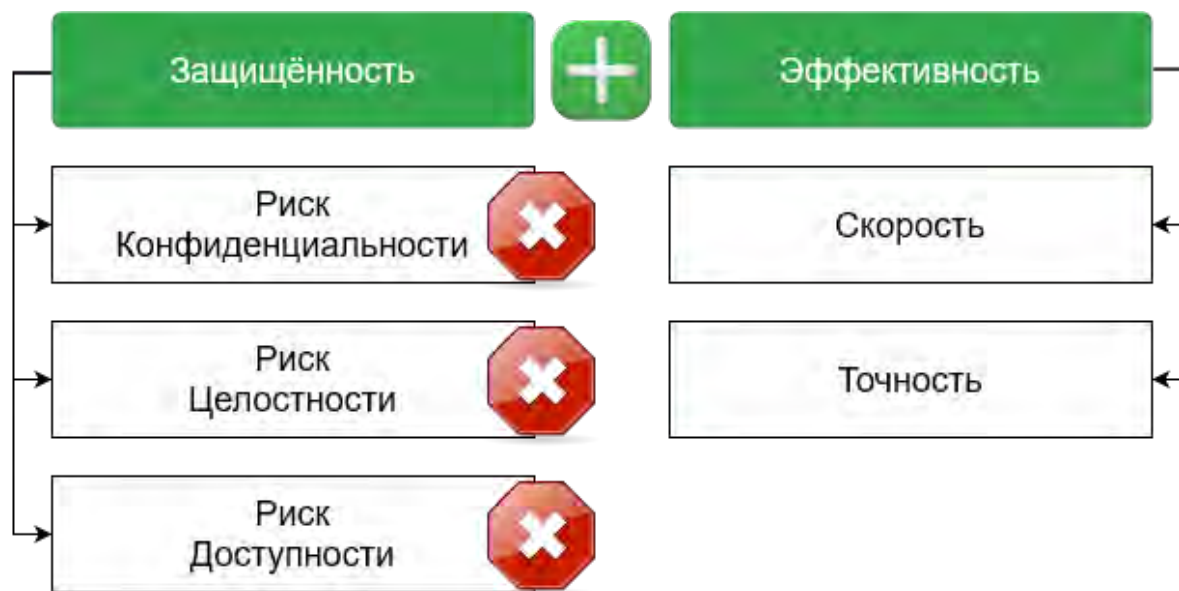 Защищённость
Эффективность
Риск
Конфиденциальности
Скорость
Риск
Целостности
Точность
Риск
Доступности